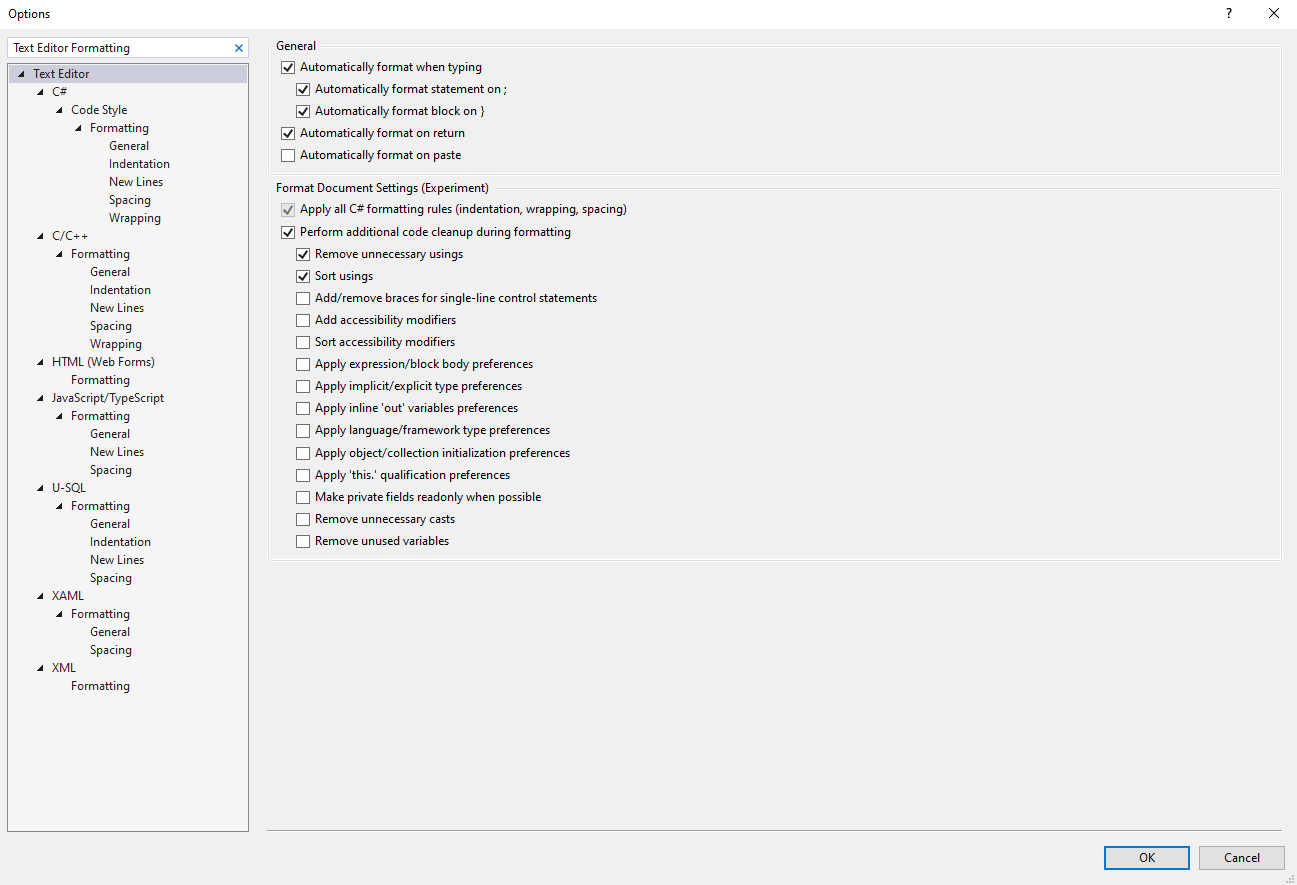 Options
?
Text Editor Formatting
Text Editor
C#
Code Style
Formatting
General
Indentation
New Lines
Spacing
Wrapping
C/C++
Formatting
General
Indentation
New Lines
Spacing
Wrapping
HTML (Web Forms)
Formatting
JavaScript/TypeScript
Formatting
General
New Lines
Spacing
U-SQL
Formatting
General
Indentation
New Lines
Spacing
XAML
Formatting
General
Spacing
XML
Formatting
General
Automatically format when typing
Automatically format statement on ;
Automatically format block on }
Automatically format on return
Automatically format on paste
Format Document Settings (Experiment)
Apply all C# formatting rules (indentation, wrapping, spacing)
Perform additional code cleanup during formatting
Remove unnecessary usings
Sort usings
Add/remove braces for single-line control statements
Add accessibility modifiers
Sort accessibility modifiers
Apply expression/block body preferences
Apply implicit/explicit type preferences
Apply inline 'out' variables preferences
Apply language/framework type preferences
Apply object/collection initialization preferences
Apply 'this.' qualification preferences
Make private fields readonly when possible
Remove unnecessary casts
Remove unused variables
OK
Cancel